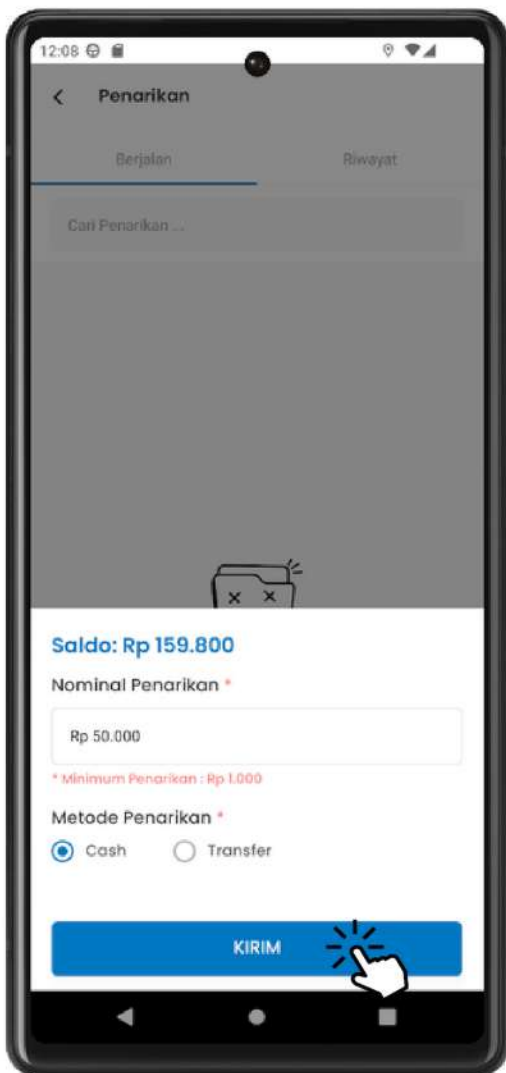 12:08
Penarikan
Berjalan Riwayat
Cari Penarikan ...
Saldo: Rp 159.800
Nominal Penarikan *
Rp 50.000
* Minimum Penarikan : Rp 1.000
Metode Penarikan *
Cash Transfer
KIRIM